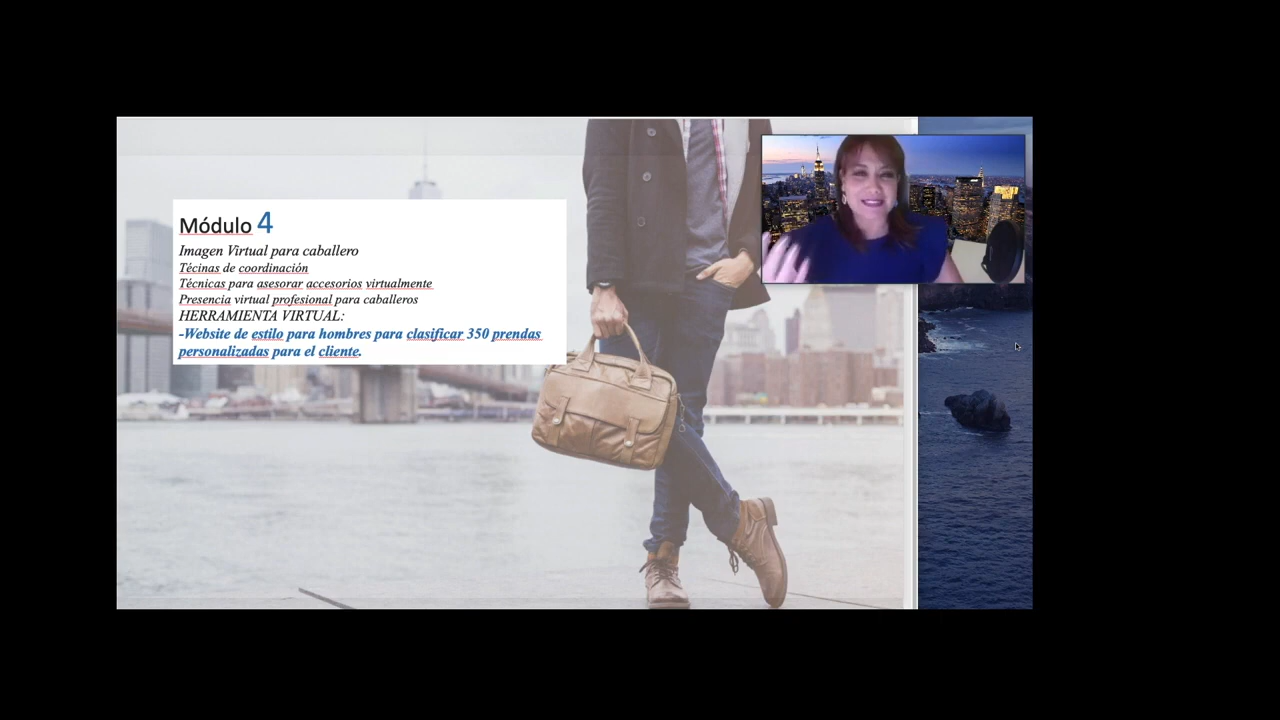 Módulo 4
Imagen Virtual para caballero
Técinas de coordinación
Técnicas para asesorar accesorios virtualmente
Presencia virtual profesional para caballeros
HERRAMIENTA VIRTUAL:
-Website de estilo para hombres para clasificar 350 prendas
personalizadas para el cliente.